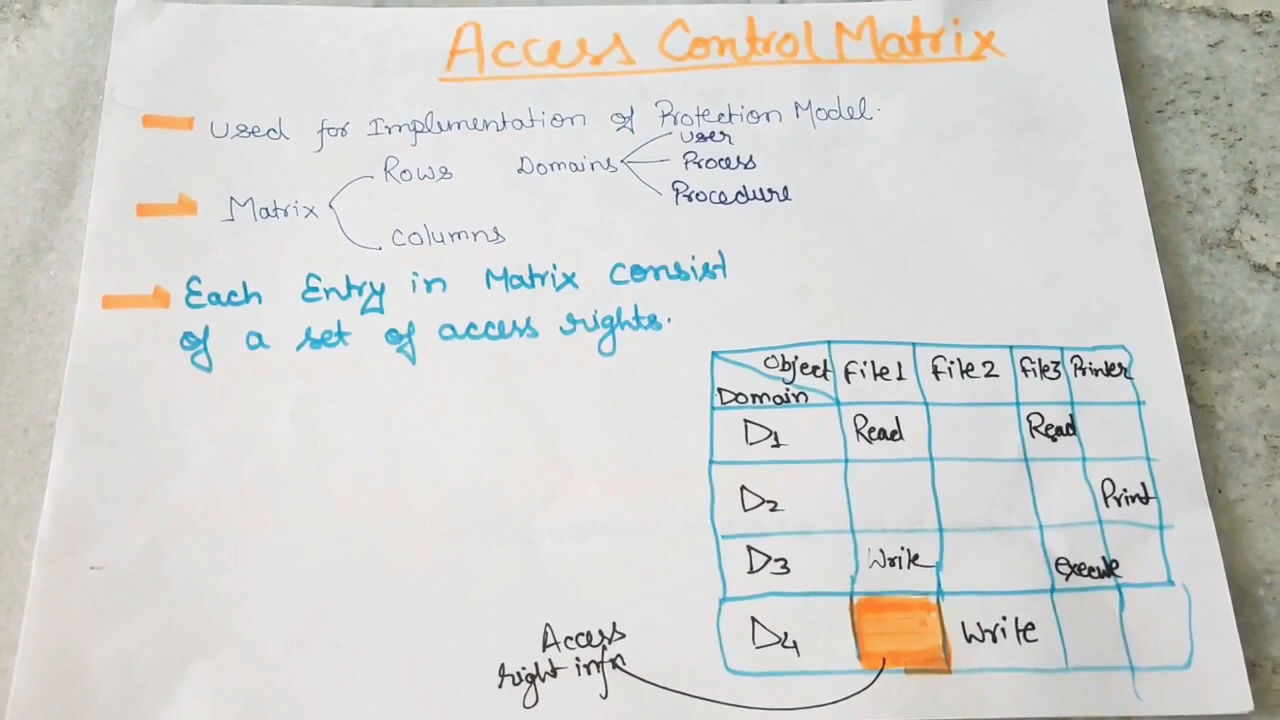 Access Control Matrix
Used for Implementation of Protection Model.
Matrix
Rows
Columns
Domains
User
Process
Procedure
Each Entry in Matrix consist
of a set of access rights.
Object File1 File2 File3 Printer
Domain
D1 Read Read
D2 Print
D3 Write Execute
D4 Write
Access
right infn